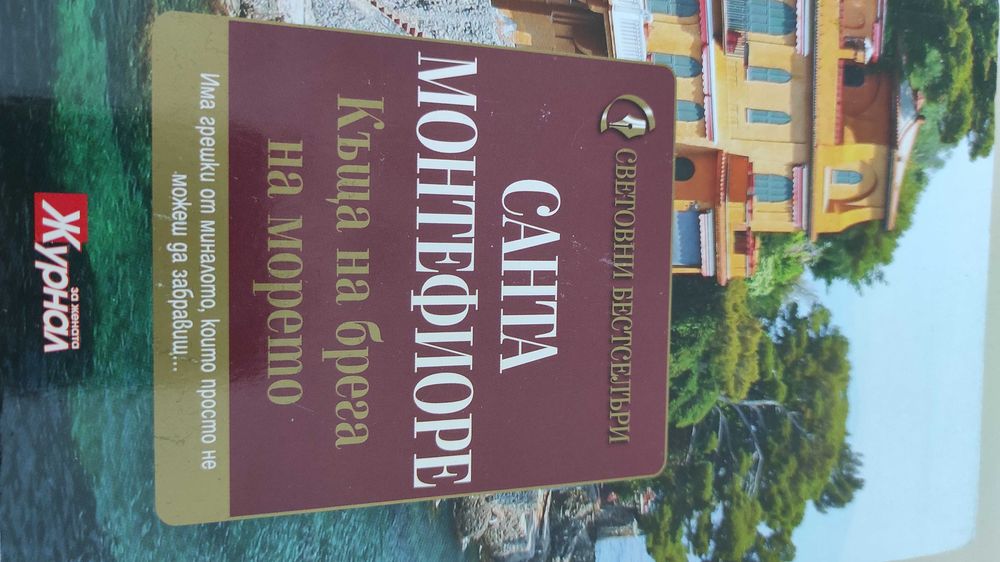 СВЕТОВНИ БЕСТСЕЛЪРИ
САНТА
МОНТЕФИОРЕ
Къща на брега
на морето
Има грешки от миналото, които просто не
можеш да забравиш...
за жената
Журнал